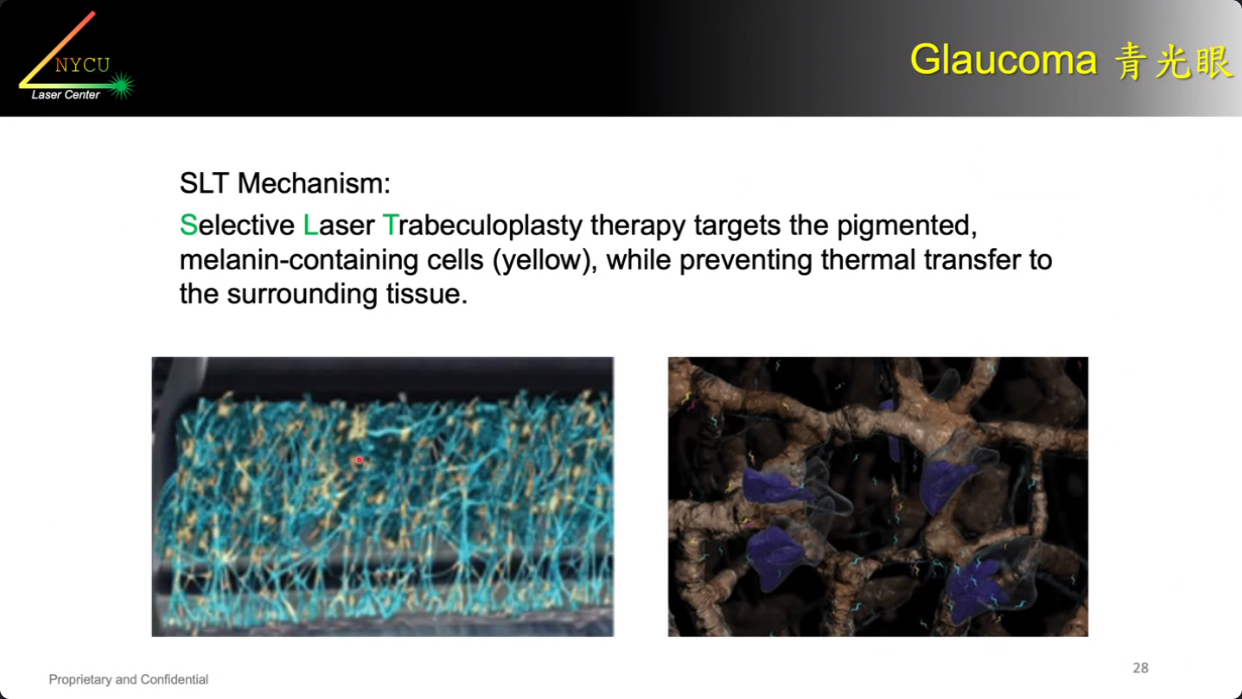 NYCU
Laser Center
Glaucoma 青光眼
SLT Mechanism:
Selective Laser Trabeculoplasty therapy targets the pigmented,
melanin-containing cells (yellow), while preventing thermal transfer to
the surrounding tissue.
Proprietary and Confidential
28